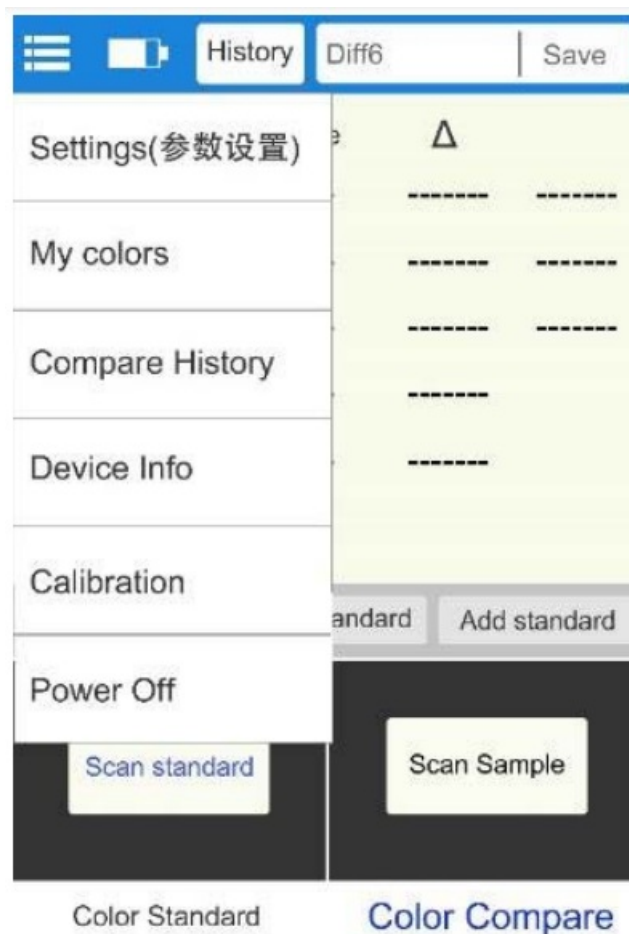 History Diff6 Save
Settings(参数设置)
e Δ
------- -------
My colors
------- -------
------- -------
Compare History
-------
Device Info
-------
Calibration
andard Add standard
Power Off
Scan standard Scan Sample
Color Standard Color Compare